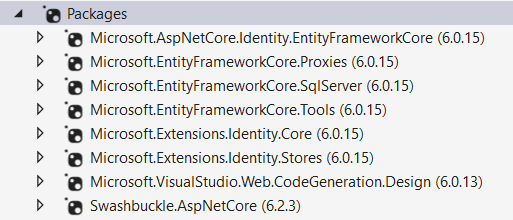 Packages
Microsoft.AspNetCore.Identity.EntityFrameworkCore (6.0.15)
Microsoft.EntityFrameworkCore.Proxies (6.0.15)
Microsoft.EntityFrameworkCore.SqlServer (6.0.15)
Microsoft.EntityFrameworkCore.Tools (6.0.15)
Microsoft.Extensions.Identity.Core (6.0.15)
Microsoft.Extensions.Identity.Stores (6.0.15)
Microsoft.VisualStudio.Web.CodeGeneration.Design (6.0.13)
Swashbuckle.AspNetCore (6.2.3)